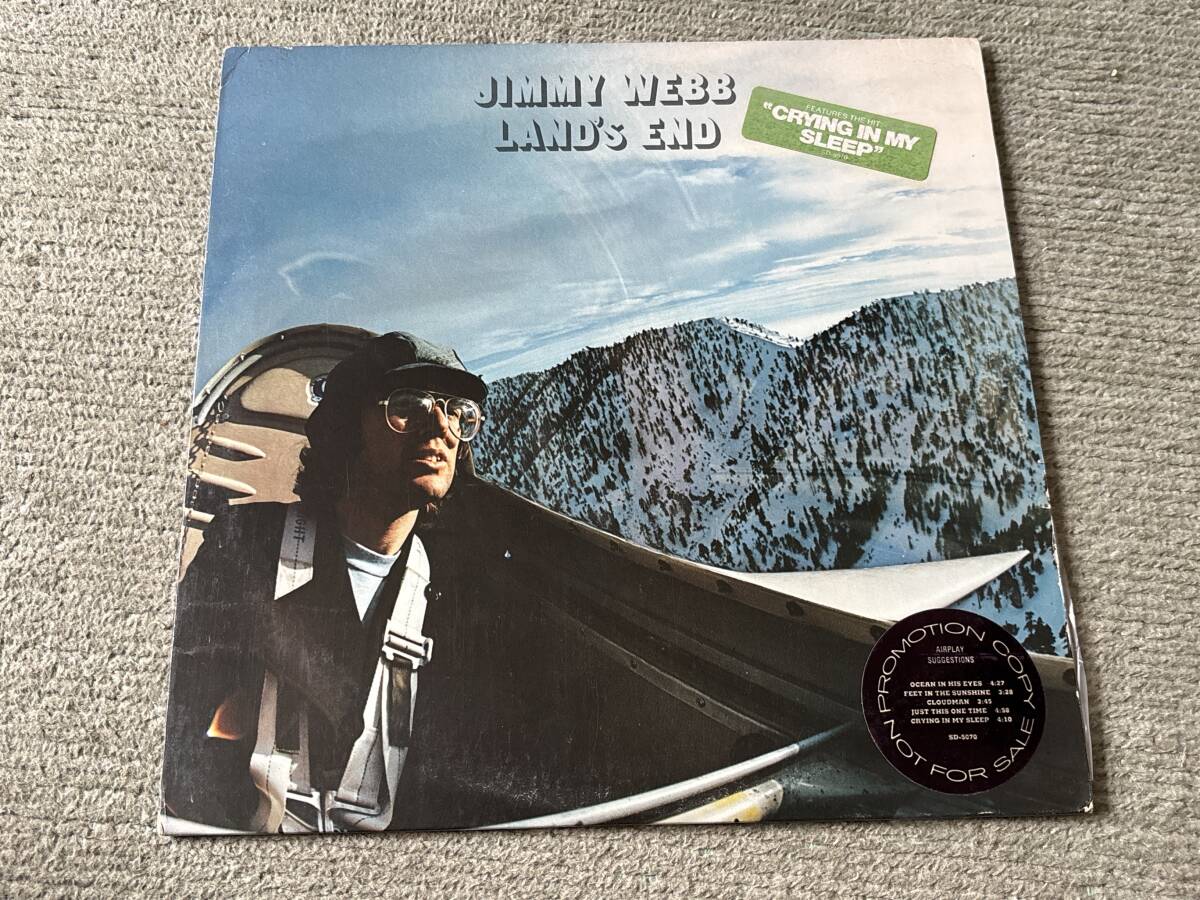 JIMMY WEBB
LAND'S END
FEATURES THE HIT:
"CRYING IN MY
SLEEP"
PROMOTION COPY
NOT FOR SALE
AIRPLAY
SUGGESTIONS
OCEAN IN HIS EYES 4:27
FEET IN THE SUNSHINE 3:28
CLOUDMAN 2:45
JUST THIS ONE TIME 4:58
CRYING IN MY SLEEP 4:10
SD-5070